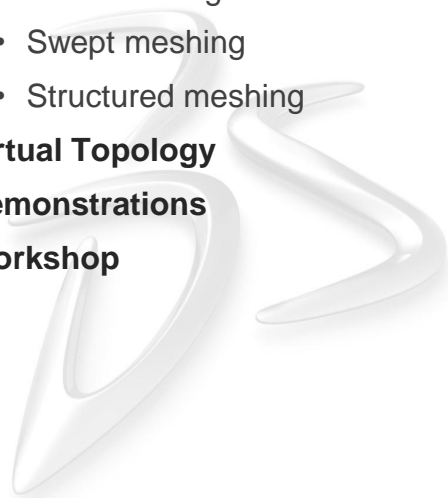 • Swept meshing
• Structured meshing
rtual Topology
emonstrations
orkshop